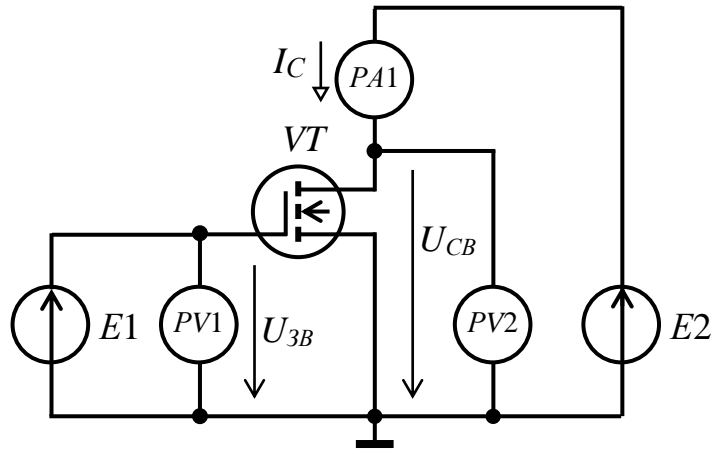 I_C
PA1
VT
U_CB
E1
PV1
U_ЗВ
PV2
E2